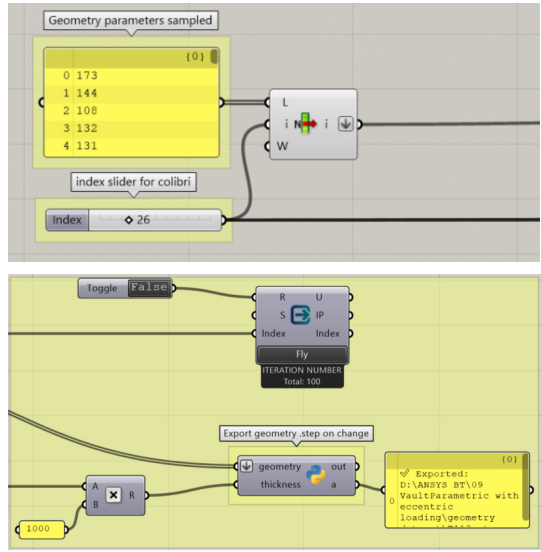 Geometry parameters sampled
{0}
0 173
1 144
2 108
3 132
4 131
L
i N i
W
index slider for colibri
Index 26
Toggle False
R U
S IP
Index Index
Fly
ITERATION NUMBER
Total: 100
Export geometry .step on change
geometry out
thickness a
A
B R
1000
{0}
Exported:
0 D:\ANSYS BT\09
VaultParametric with
eccentric
loading\geometry